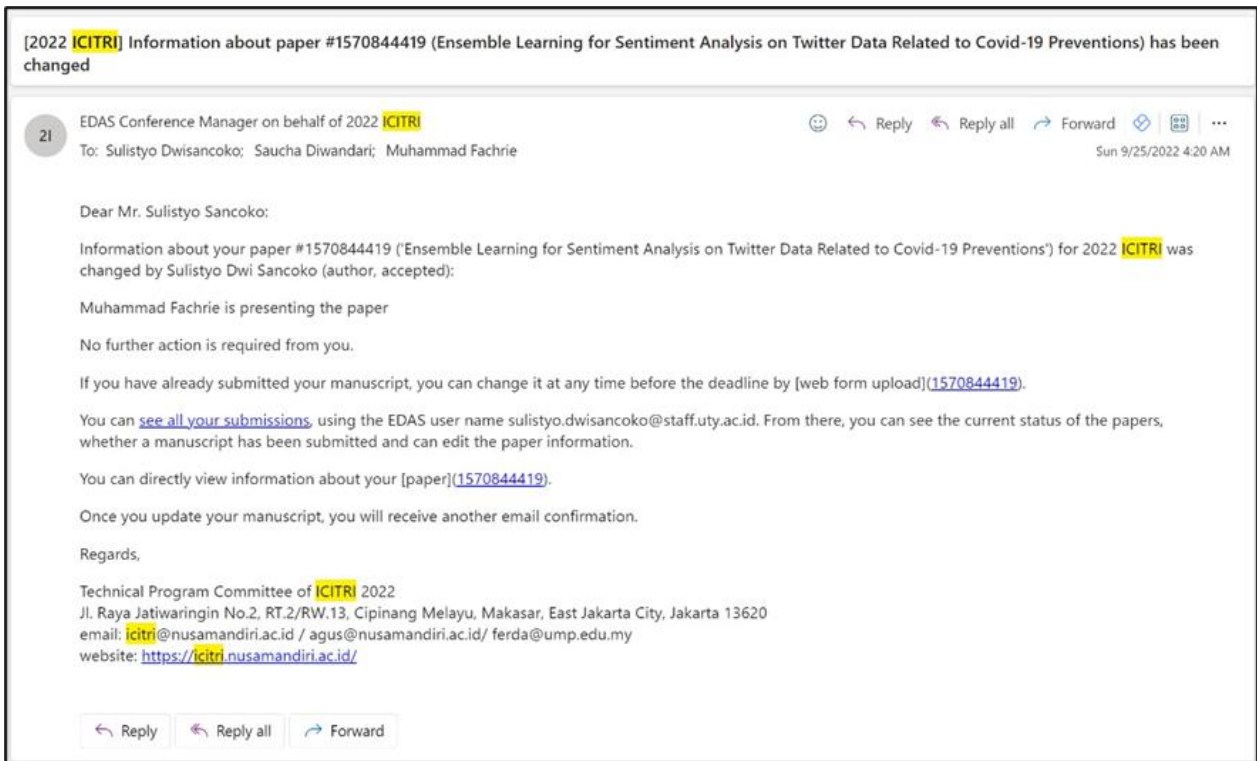 [2022 ICITRI] Information about paper #1570844419 (Ensemble Learning for Sentiment Analysis on Twitter Data Related to Covid-19 Preventions) has been
changed
2I
EDAS Conference Manager on behalf of 2022 ICITRI
Reply Reply all Forward
To: Sulistyo Dwisancoko; Saucha Diwandari; Muhammad Fachrie
Sun 9/25/2022 4:20 AM
Dear Mr. Sulistyo Sancoko:
Information about your paper #1570844419 ('Ensemble Learning for Sentiment Analysis on Twitter Data Related to Covid-19 Preventions') for 2022 ICITRI was
changed by Sulistyo Dwi Sancoko (author, accepted):
Muhammad Fachrie is presenting the paper
No further action is required from you.
If you have already submitted your manuscript, you can change it at any time before the deadline by [web form upload](1570844419).
You can see all your submissions, using the EDAS user name sulistyo.dwisancoko@staff.uty.ac.id. From there, you can see the current status of the papers,
whether a manuscript has been submitted and can edit the paper information.
You can directly view information about your [paper](1570844419).
Once you update your manuscript, you will receive another email confirmation.
Regards,
Technical Program Committee of ICITRI 2022
Jl. Raya Jatiwaringin No.2, RT.2/RW.13, Cipinang Melayu, Makasar, East Jakarta City, Jakarta 13620
email: icitri@nusamandiri.ac.id / agus@nusamandiri.ac.id/ ferda@ump.edu.my
website: https://icitri.nusamandiri.ac.id/
Reply Reply all Forward